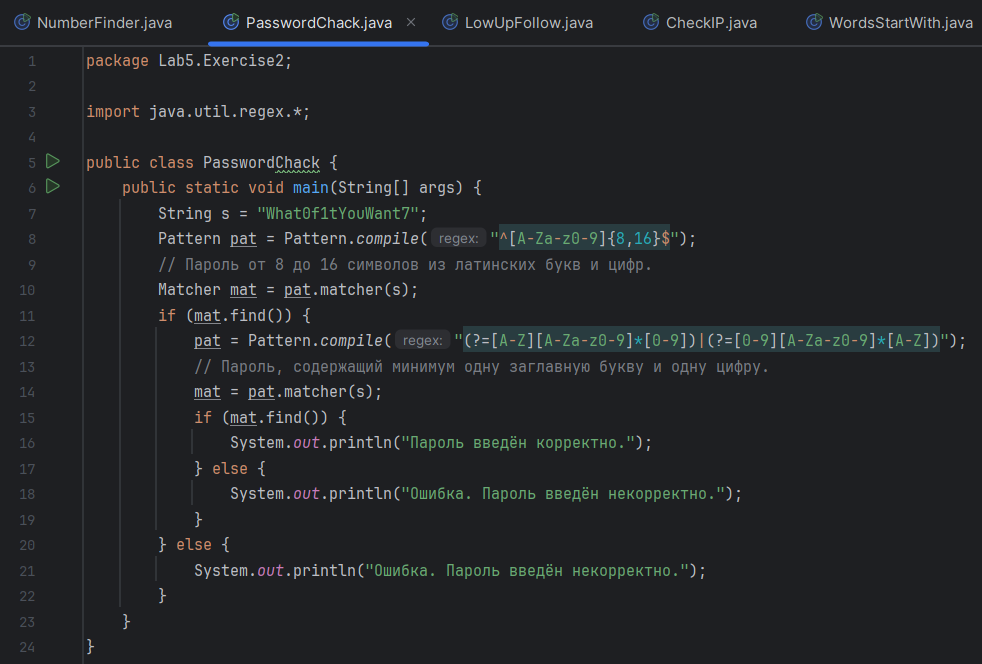 NumberFinder.java PasswordChack.java × LowUpFollow.java CheckIP.java WordsStartWith.java
1 package Lab5.Exercise2;
2
3 import java.util.regex.*;
4
5 public class PasswordChack {
6 public static void main(String[] args) {
7 String s = "What0f1tYouWant7";
8 Pattern pat = Pattern.compile( regex: "^[A-Za-z0-9]{8,16}$");
9 // Пароль от 8 до 16 символов из латинских букв и цифр.
10 Matcher mat = pat.matcher(s);
11 if (mat.find()) {
12 pat = Pattern.compile( regex: "(?=[A-Z][A-Za-z0-9]*[0-9])|(?=[0-9][A-Za-z0-9]*[A-Z])");
13 // Пароль, содержащий минимум одну заглавную букву и одну цифру.
14 mat = pat.matcher(s);
15 if (mat.find()) {
16 System.out.println("Пароль введён корректно.");
17 } else {
18 System.out.println("Ошибка. Пароль введён некорректно.");
19 }
20 } else {
21 System.out.println("Ошибка. Пароль введён некорректно.");
22 }
23 }
24 }